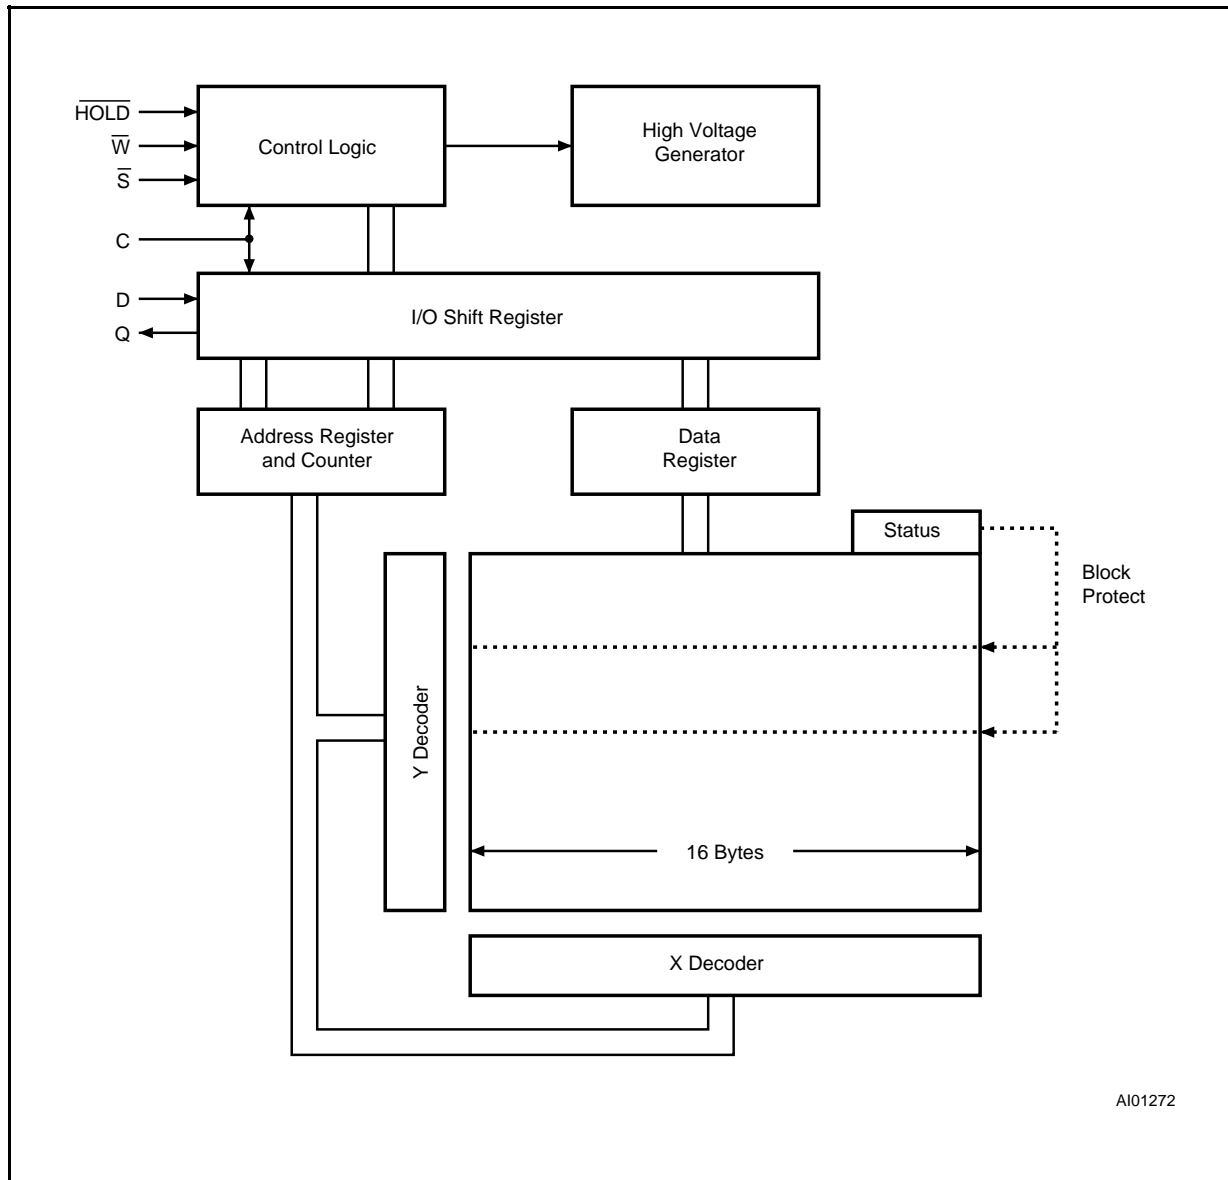 HOLD
W
S
C
D
Q
Control Logic
High Voltage
Generator
I/O Shift Register
Address Register
and Counter
Data
Register
Status
Block
Protect
Y Decoder
16 Bytes
X Decoder
AI01272